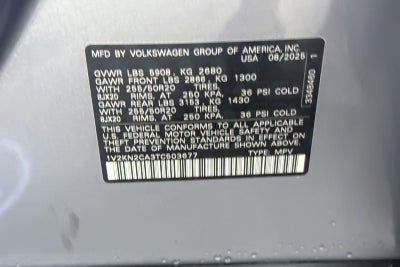 MFD BY VOLKSWAGEN GROUP OF AMERICA, INC.
USA 08/2025
GVWR LBS 5908, KG 2680
GAWR FRONT LBS 2866, KG 1300
WITH 255/50R20 TIRES,
8JX20 RIMS, AT 250 KPA, 36 PSI COLD
GAWR REAR LBS 3153, KG 1430
WITH 255/50R20 TIRES,
8JX20 RIMS, AT 250 KPA, 36 PSI COLD
THIS VEHICLE CONFORMS TO ALL APPLICABLE
U.S. FEDERAL MOTOR VEHICLE SAFETY AND
THEFT PREVENTION STANDARDS IN EFFECT ON
THE DATE OF MANUFACTURE SHOWN ABOVE.
1V2KN2CA3TC503677 TYPE: MPV